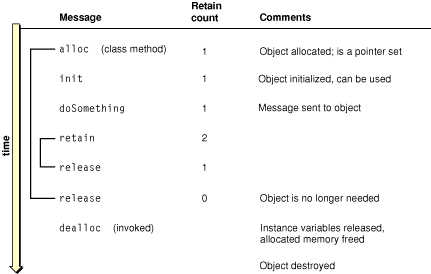 Message Retain count Comments
alloc (class method) 1 Object allocated; is a pointer set
init 1 Object initialized, can be used
doSomething 1 Message sent to object
retain 2
time
release 1
release 0 Object is no longer needed
dealloc (invoked) Instance variables released,
allocated memory freed
Object destroyed